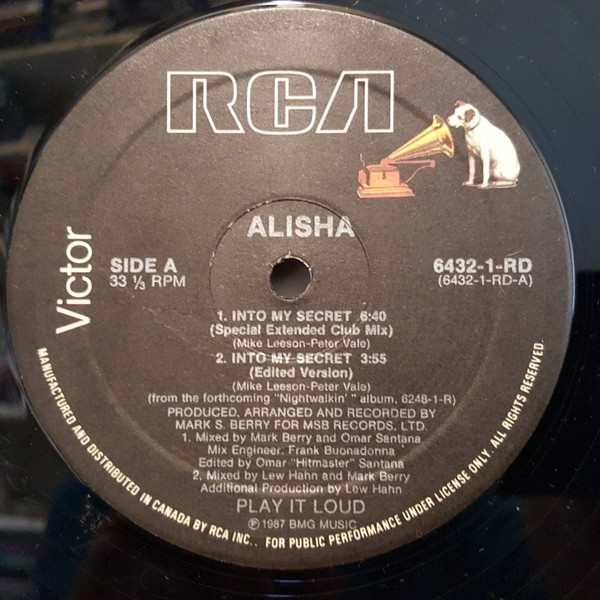 RCA
Victor
ALISHA
SIDE A
33 ⅓ RPM
6432-1-RD
(6432-1-RD-A)
1. INTO MY SECRET 6:40
(Special Extended Club Mix)
(Mike Leeson-Peter Vale)
2. INTO MY SECRET 3:55
(Edited Version)
(Mike Leeson-Peter Vale)
(from the forthcoming "Nightwalkin' " album, 6248-1-R)
PRODUCED, ARRANGED AND RECORDED BY
MARK S. BERRY FOR MSB RECORDS, LTD.
1. Mixed by Mark Berry and Omar Santana
Mix Engineer, Frank Buonadonna
Edited by Omar "Hitmaster" Santana
2. Mixed by Lew Hahn and Mark Berry
Additional Production by Lew Hahn
PLAY IT LOUD
℗ 1987 BMG MUSIC
MANUFACTURED AND DISTRIBUTED IN CANADA BY RCA INC.. FOR PUBLIC PERFORMANCE UNDER LICENSE ONLY. ALL RIGHTS RESERVED.